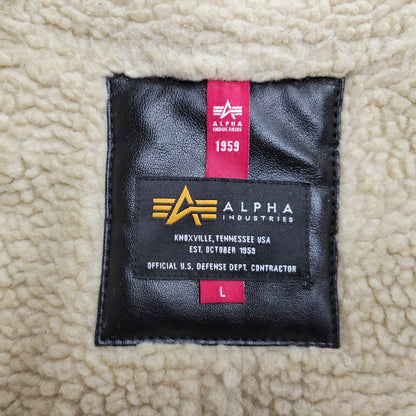 ALPHA
INDUSTRIES
1959
ALPHA
INDUSTRIES
KNOXVILLE, TENNESSEE USA
EST. OCTOBER 1959
OFFICIAL U.S. DEFENSE DEPT. CONTRACTOR
L